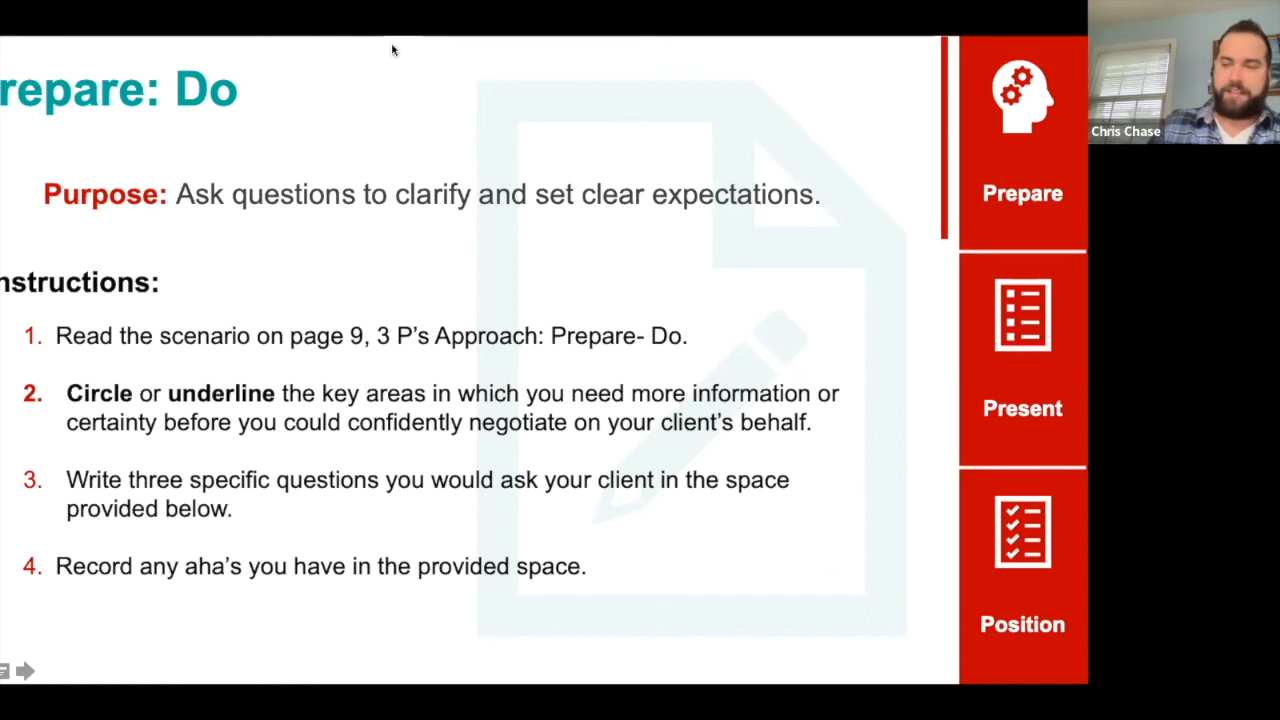 repare: Do
Purpose: Ask questions to clarify and set clear expectations.
nstructions:
1. Read the scenario on page 9, 3 P's Approach: Prepare- Do.
2. Circle or underline the key areas in which you need more information or
certainty before you could confidently negotiate on your client’s behalf.
3. Write three specific questions you would ask your client in the space
provided below.
4. Record any aha’s you have in the provided space.
Prepare
Present
Position
Chris Chase